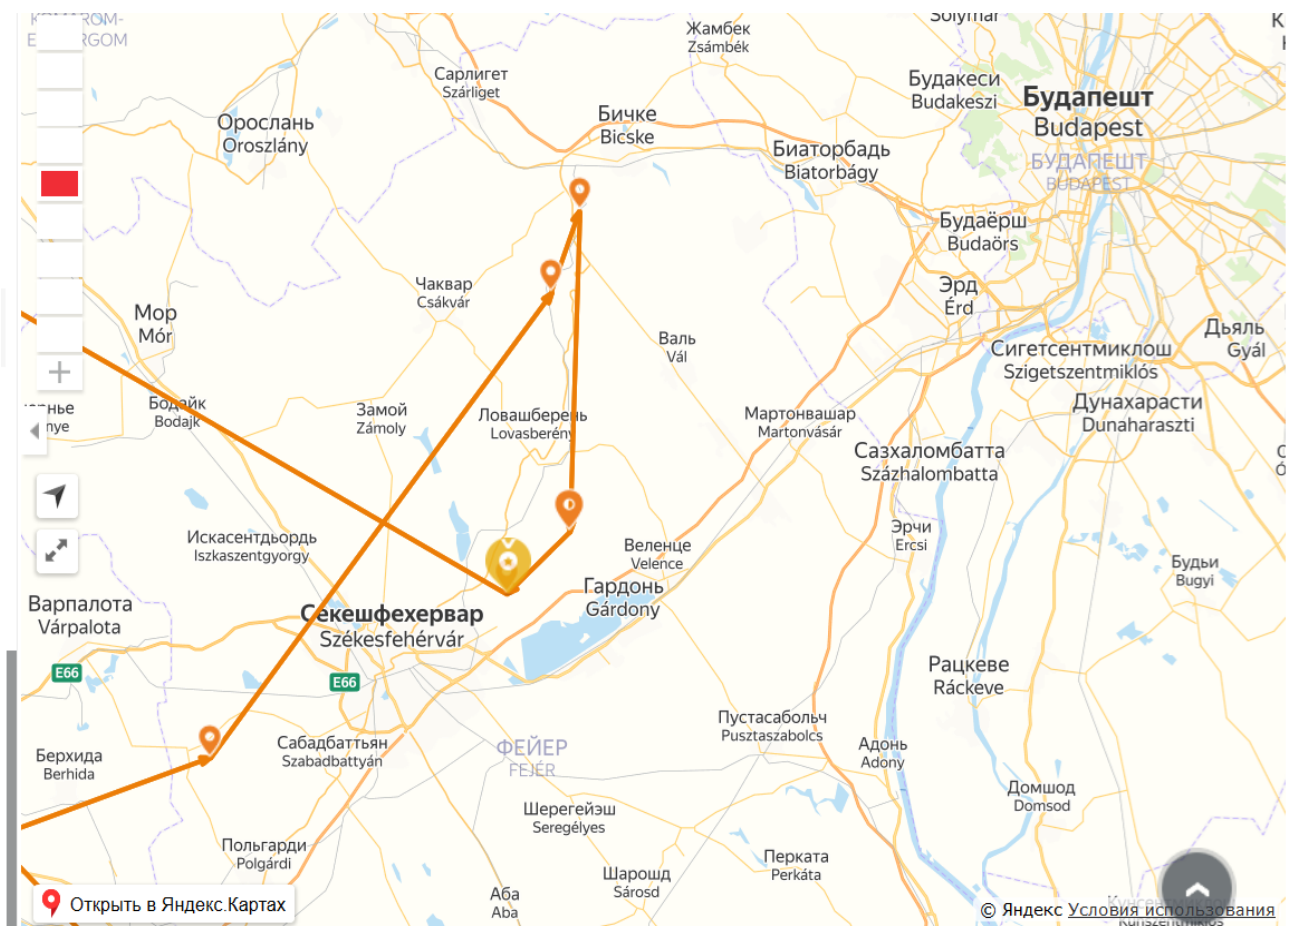 Жамбек
Zsámbék
Сарлигет
Szárliget
Будакеси
Budakeszi
Будапешт
Budapest
Орослань
Oroszlány
Бичке
Bicske
Биаторбадь
Biatorbágy
БУДАПЕШТ
BUDAPEST
Будаёрш
Budaörs
Чаквар
Csákvár
Эрд
Érd
Мор
Mór
Валь
Vál
Дьяль
Gyál
Сигетсентмиклош
Szigetszentmiklós
Бодайк
Bodajk
Замой
Zámoly
Ловашберень
Lovasberény
Мартонвашар
Martonvásár
Дунахарасти
Dunaharaszti
Сазхаломбатта
Százhalombatta
Искасентдьордь
Iszkaszentgyorgy
Эрчи
Ercsi
Веленце
Velence
Будьи
Bugyi
Гардонь
Gárdony
Варпалота
Várpalota
Секешфехервар
Székesfehérvár
E66
E66
Рацкеве
Ráckeve
Пустасабольч
Pusztaszabolcs
Сабадбаттьян
Szabadbattyán
ФЕЙЕР
FEJÉR
Адонь
Adony
Берхида
Berhida
Домшод
Domsod
Шерегейэш
Seregélyes
Польгарди
Polgárdi
Перката
Perkáta
Шарошд
Sárosd
Аба
Aba
Открыть в Яндекс.Картах
© Яндекс Условия использования